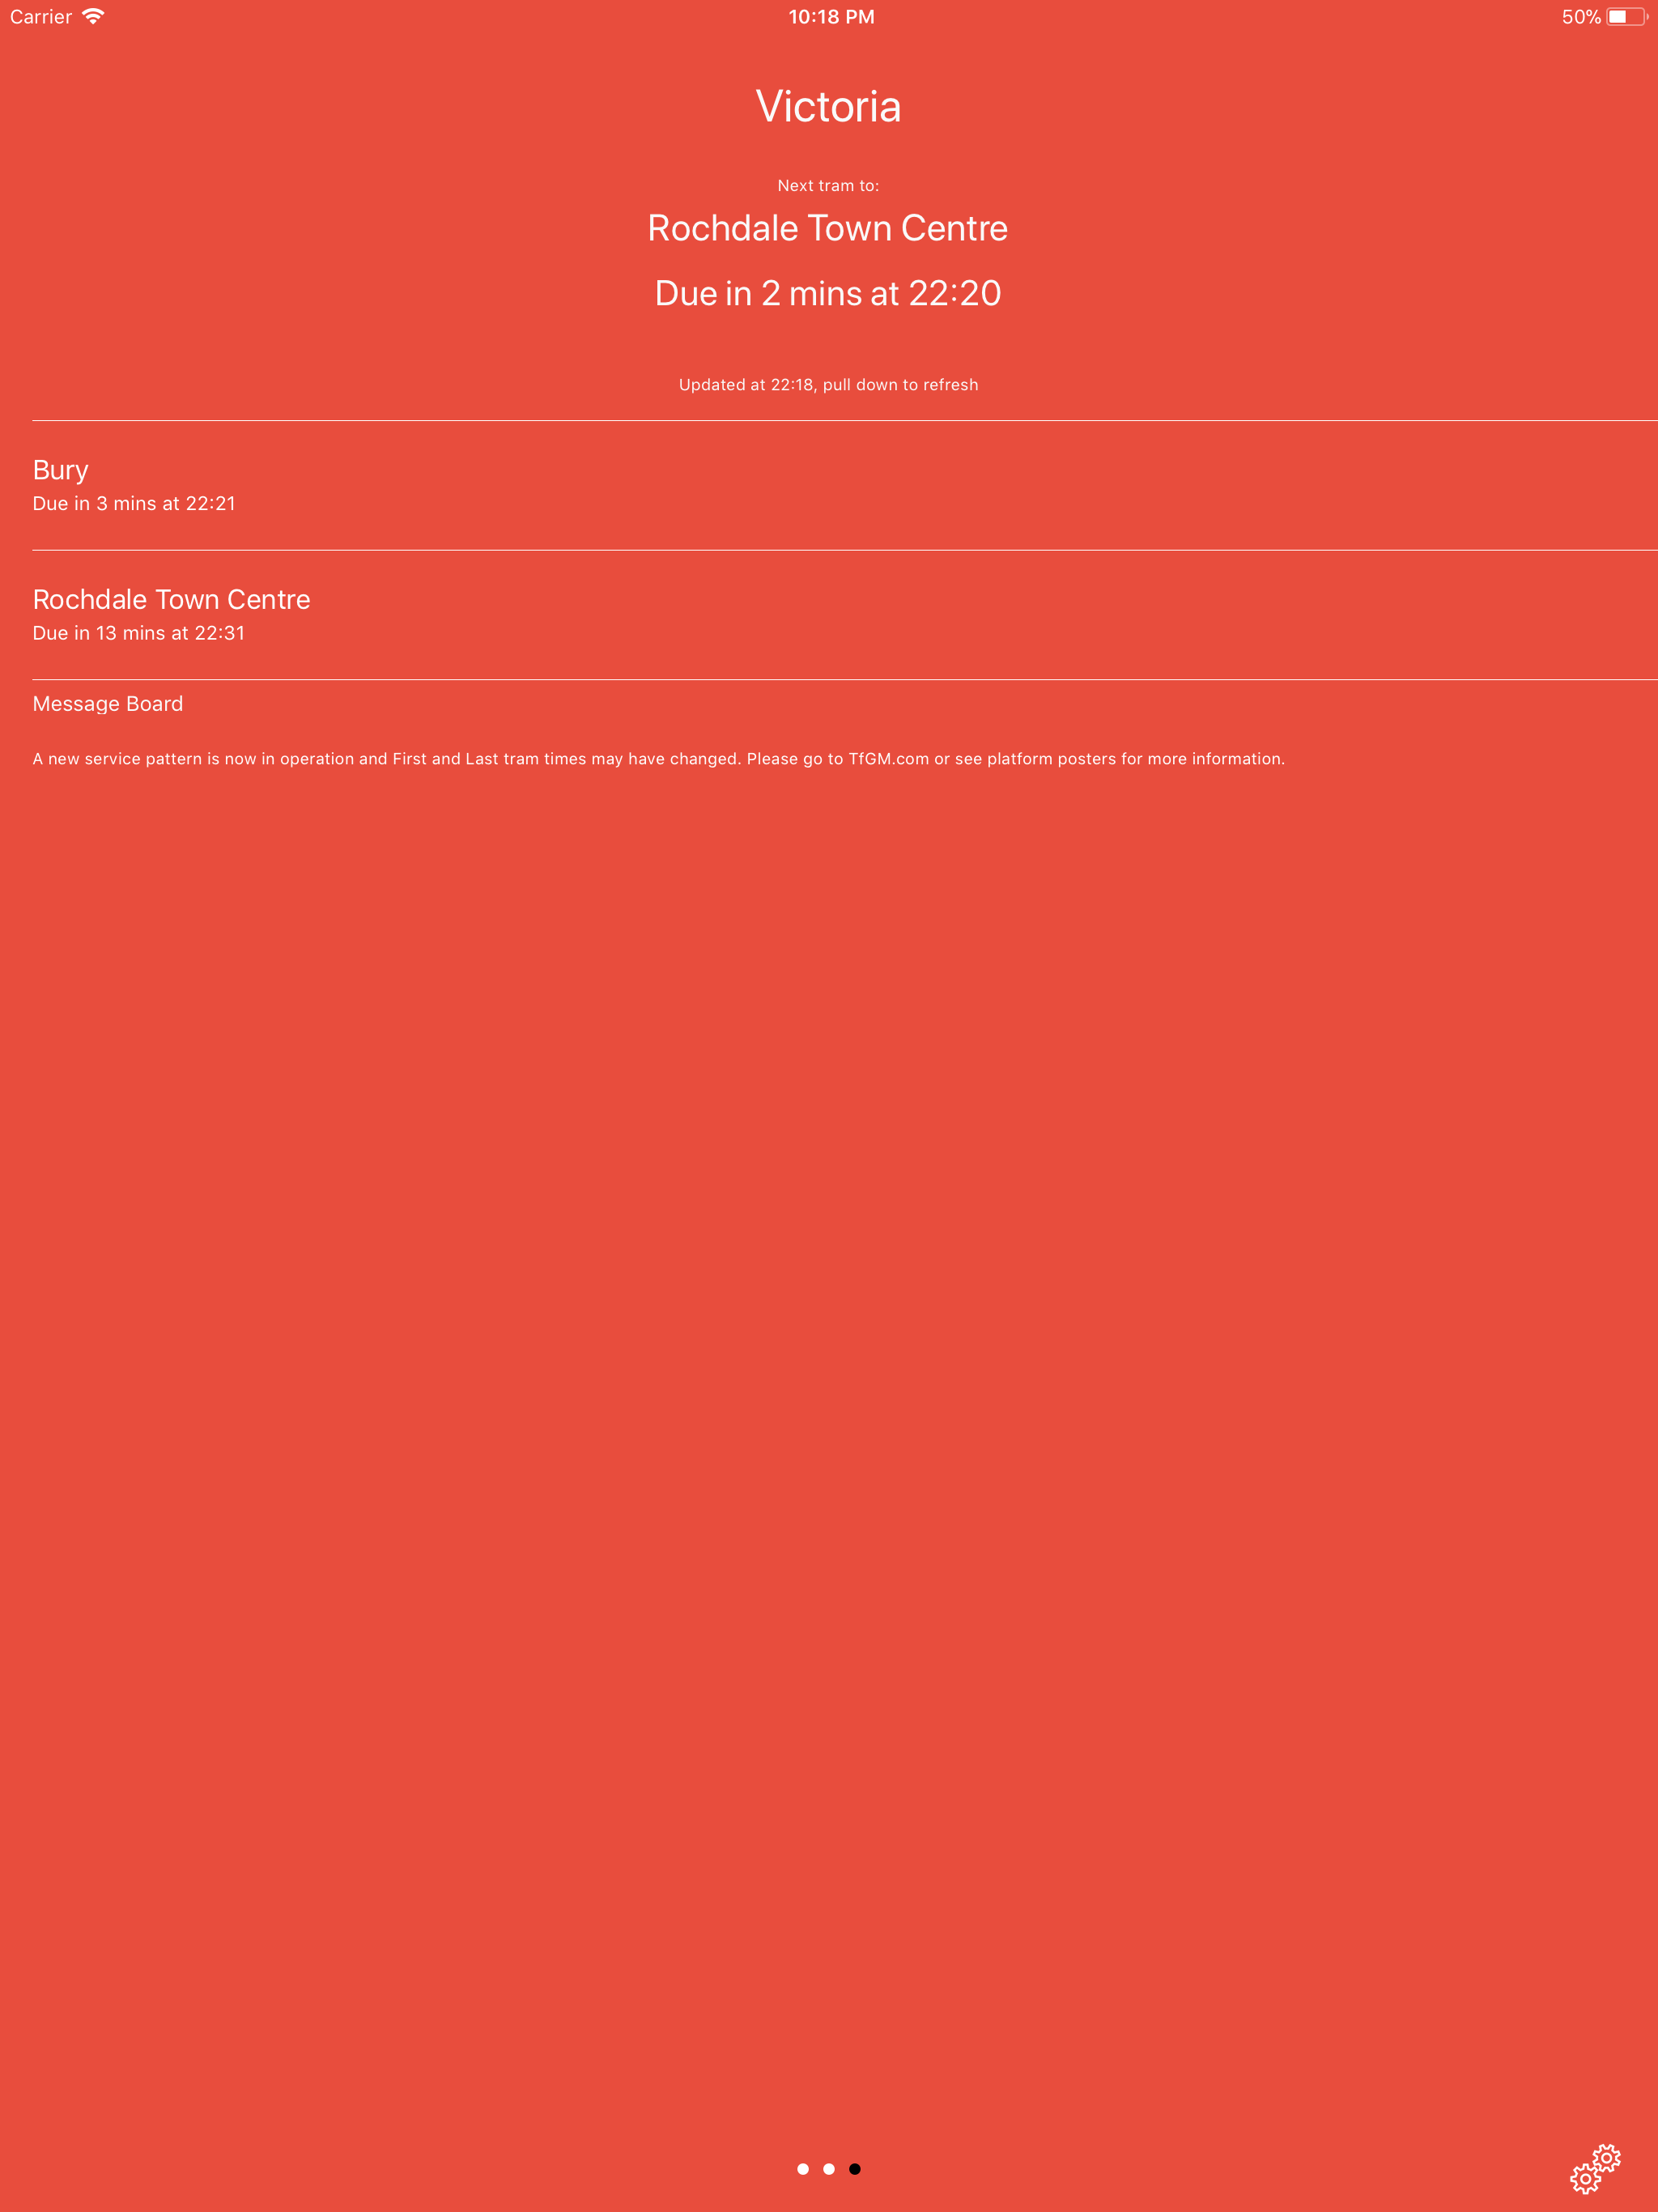 Carrier
10:18 PM
50%
Victoria
Next tram to:
Rochdale Town Centre
Due in 2 mins at 22:20
Updated at 22:18, pull down to refresh
Bury
Due in 3 mins at 22:21
Rochdale Town Centre
Due in 13 mins at 22:31
Message Board
A new service pattern is now in operation and First and Last tram times may have changed. Please go to TfGM.com or see platform posters for more information.